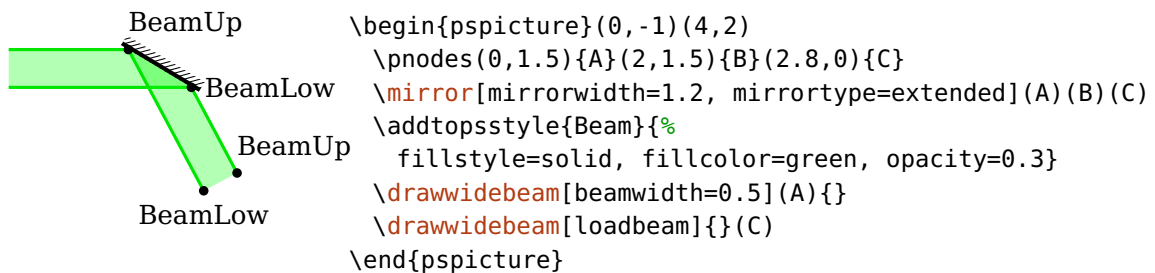 BeamUp
BeamLow
BeamUp
BeamLow
\begin{pspicture}(0,-1)(4,2)
  \pnodes(0,1.5){A}(2,1.5){B}(2.8,0){C}
  \mirror[mirrorwidth=1.2, mirrortype=extended](A)(B)(C)
  \addtopsstyle{Beam}{%
    fillstyle=solid, fillcolor=green, opacity=0.3}
  \drawwidebeam[beamwidth=0.5](A){}
  \drawwidebeam[loadbeam]{}(C)
\end{pspicture}